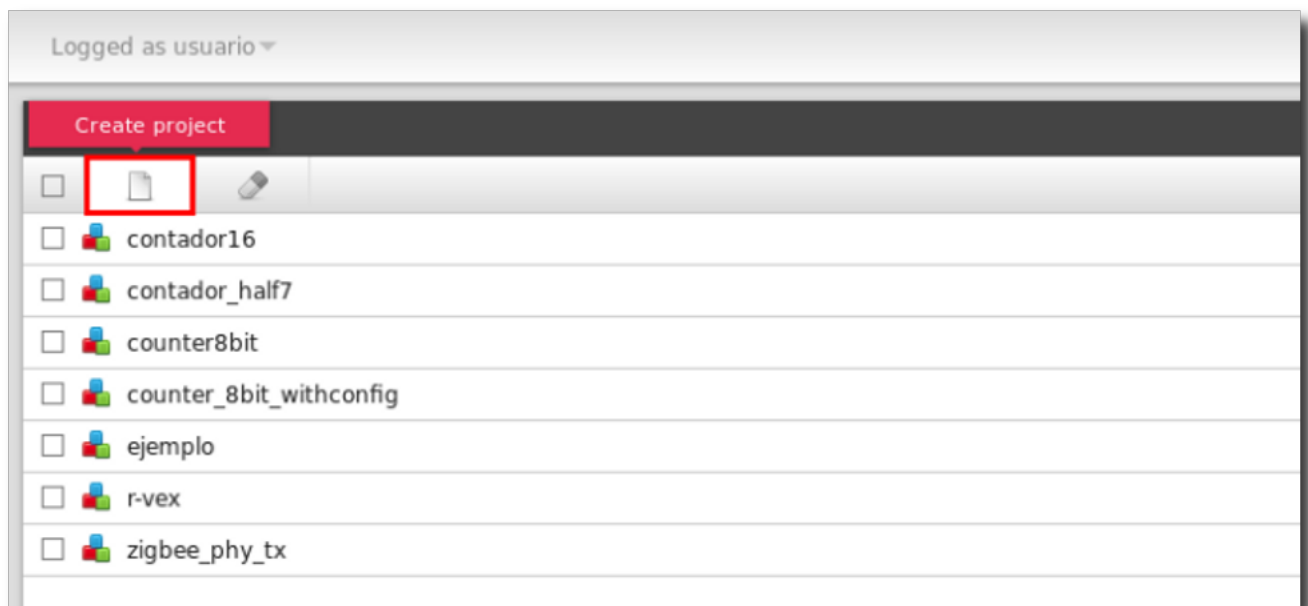 Logged as usuario
Create project
contador16
contador_half7
counter8bit
counter_8bit_withconfig
ejemplo
r-vex
zigbee_phy_tx